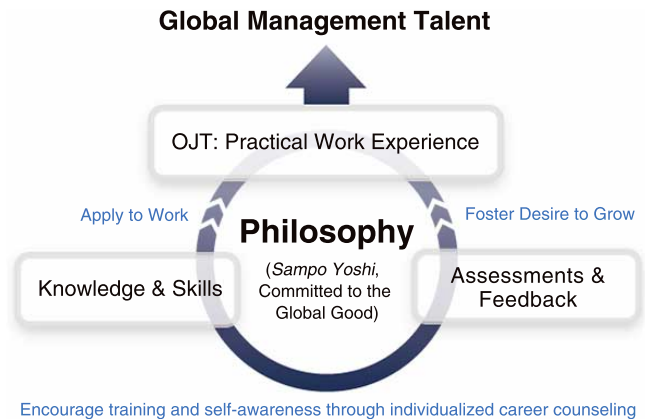 Global Management Talent
OJT: Practical Work Experience
Apply to Work
Foster Desire to Grow
Philosophy
(Sampo Yoshi,
Committed to the
Global Good)
Knowledge & Skills
Assessments &
Feedback
Encourage training and self-awareness through individualized career counseling